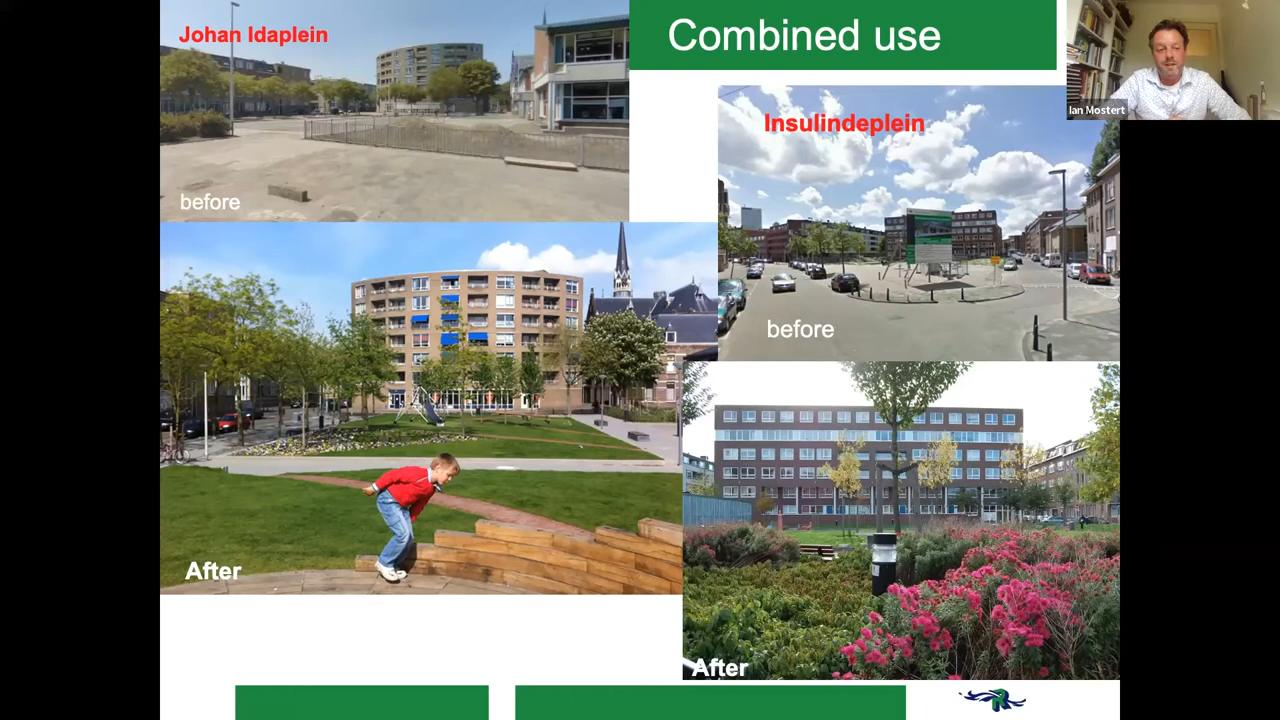 Johan Idaplein
Combined use
Ian Mostert
Insulindeplein
before
before
After
After